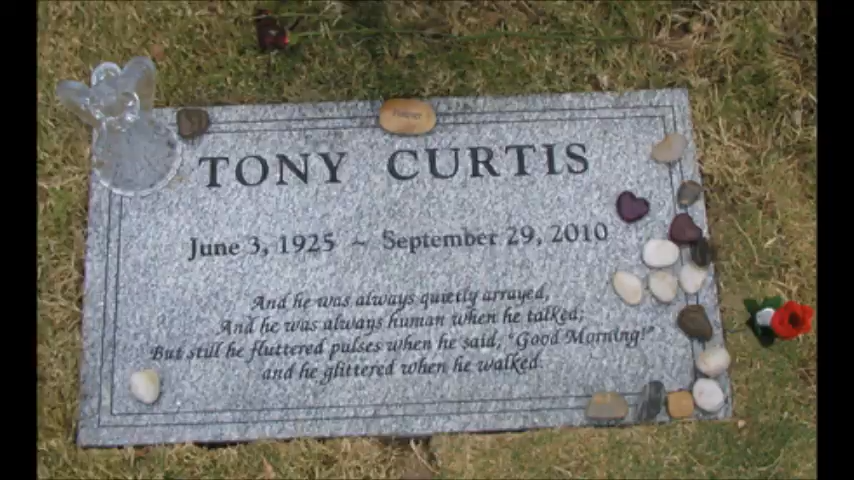 TONY CURTIS
June 3, 1925 ~ September 29, 2010
And he was always quietly arrayed,
And he was always human when he talked;
But still he fluttered pulses when he said, "Good Morning!"
and he glittered when he walked.